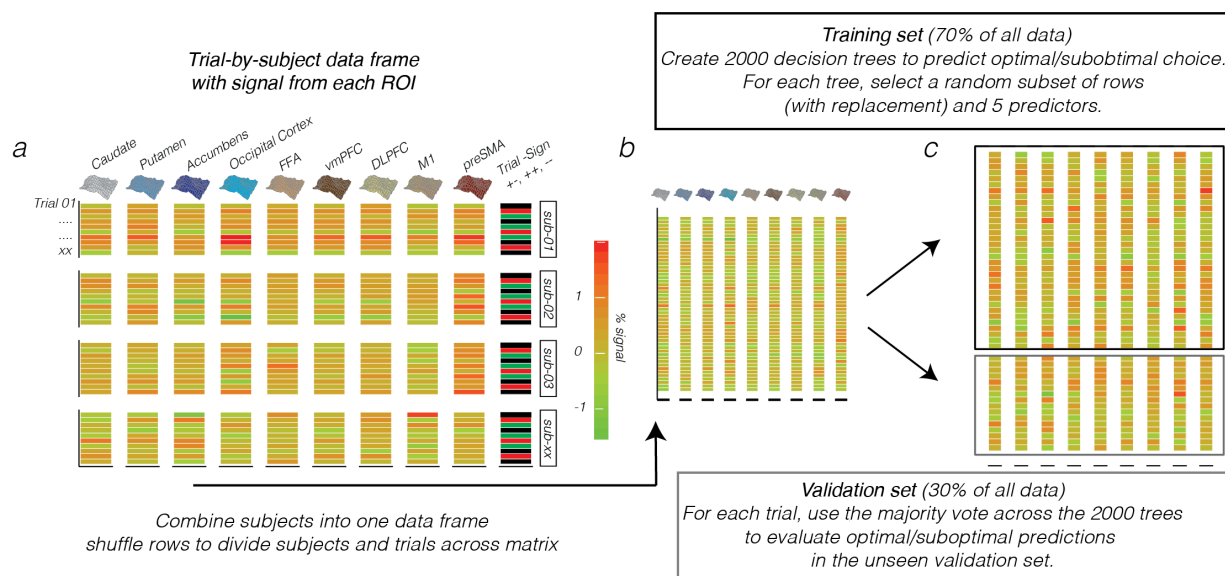 Trial-by-subject data frame
with signal from each ROI
Training set (70% of all data)
Create 2000 decision trees to predict optimal/subobtimal choice.
For each tree, select a random subset of rows
(with replacement) and 5 predictors.
a
Caudate
Putamen
Accumbens
Occipital Cortex
FFA
vmPFC
DLPFC
M1
preSMA
Trial -Sign
+-, ++, --
Trial 01
....
....
xx
sub-01
sub-02
sub-03
sub-xx
1
0
-1
% signal
b
c
Combine subjects into one data frame
shuffle rows to divide subjects and trials across matrix
Validation set (30% of all data)
For each trial, use the majority vote across the 2000 trees
to evaluate optimal/suboptimal predictions
in the unseen validation set.